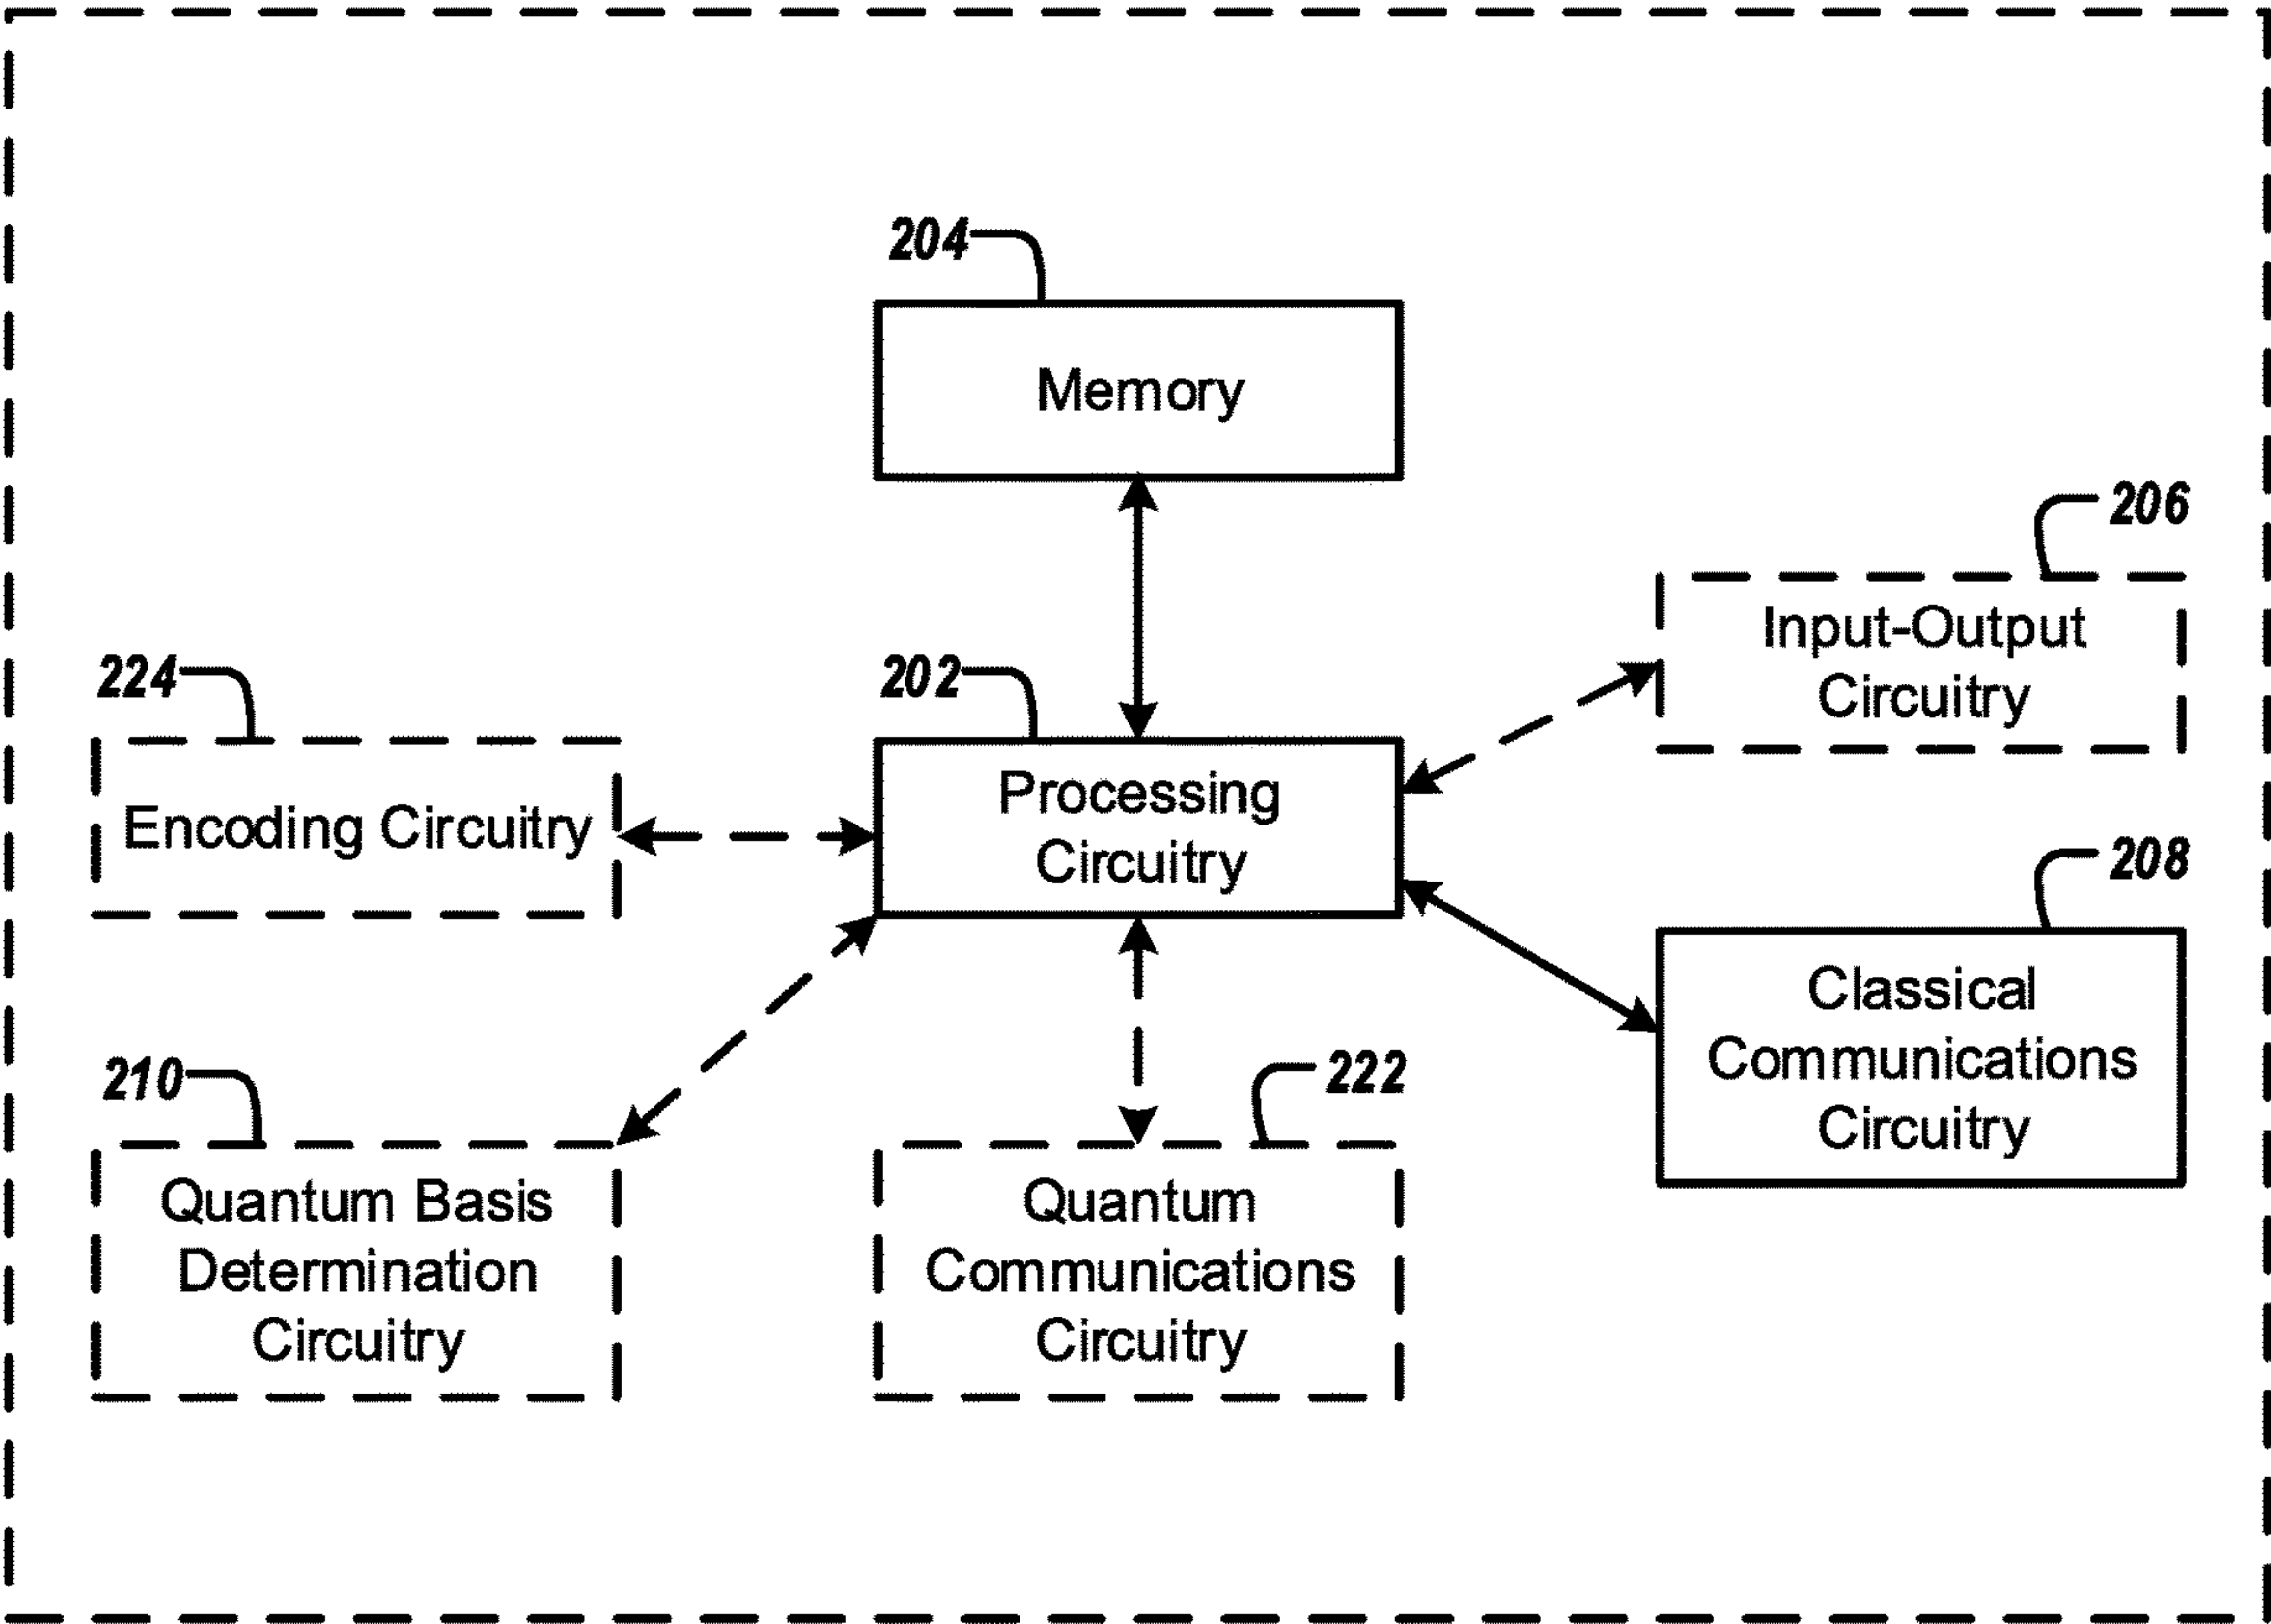 204
Memory
206
Input-Output
Circuitry
224
Encoding Circuitry
202
Processing
Circuitry
208
Classical
Communications
Circuitry
210
Quantum Basis
Determination
Circuitry
222
Quantum
Communications
Circuitry